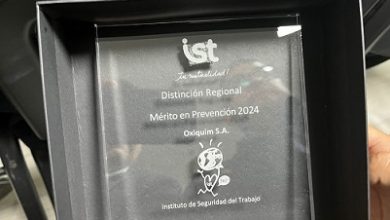 ist
¡Tu mutualidad!
Distinción Regional
Mérito en Prevención 2024
Oxiquim S.A.
Instituto de Seguridad del Trabajo